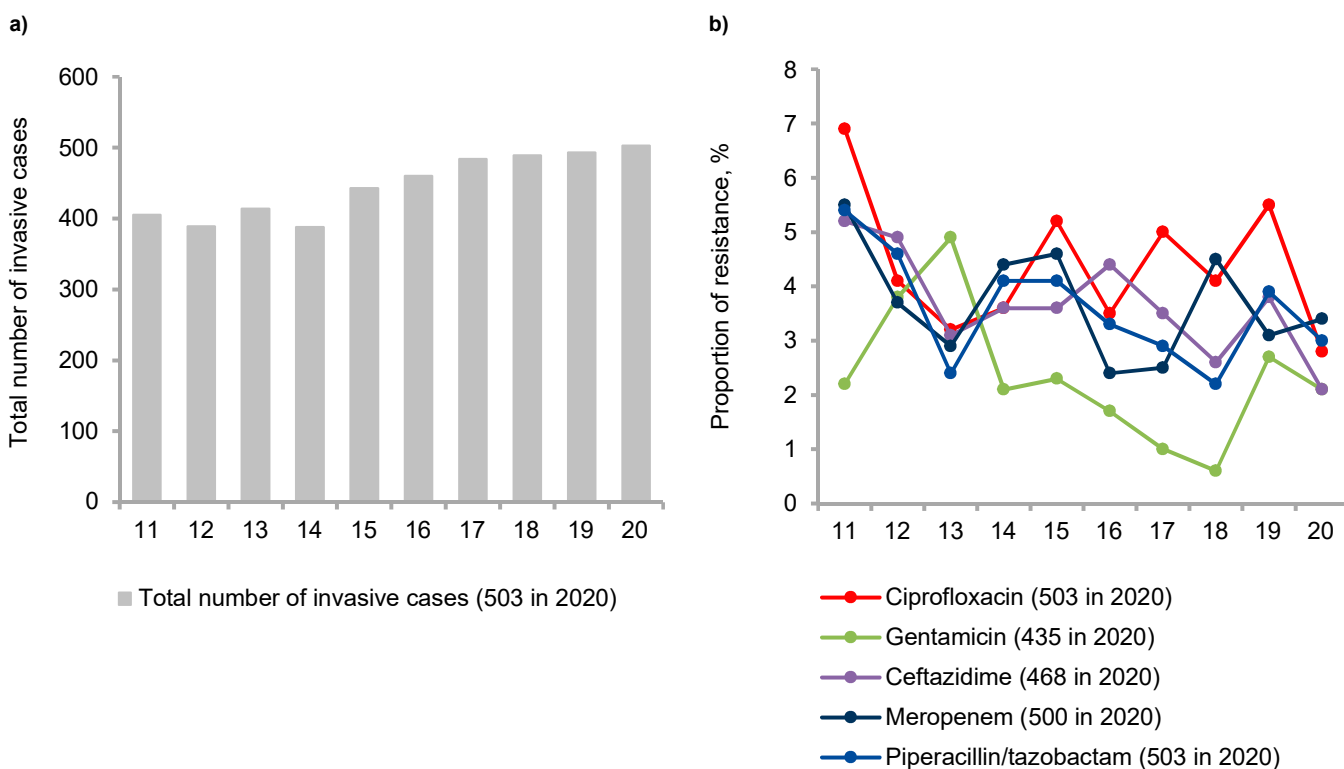 a)
Total number of invasive cases
600
500
400
300
200
100
0
11 12 13 14 15 16 17 18 19 20
Total number of invasive cases (503 in 2020)
b)
Proportion of resistance, %
8
7
6
5
4
3
2
1
0
11 12 13 14 15 16 17 18 19 20
Ciprofloxacin (503 in 2020)
Gentamicin (435 in 2020)
Ceftazidime (468 in 2020)
Meropenem (500 in 2020)
Piperacillin/tazobactam (503 in 2020)